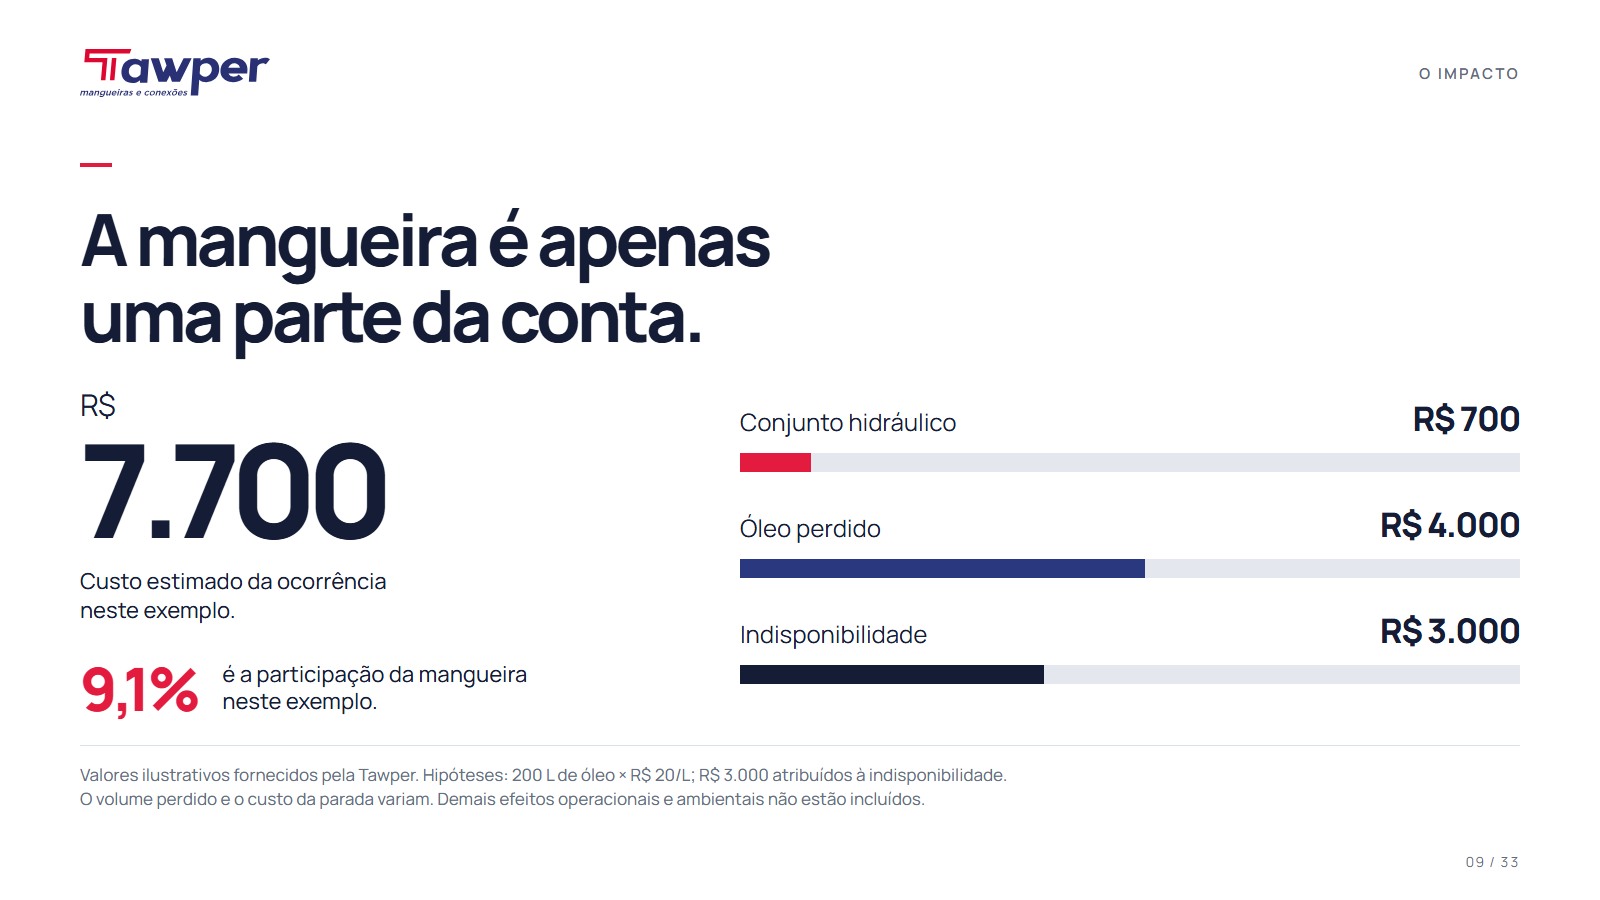 Tawper
mangueiras e conexões
O IMPACTO
A mangueira é apenas
uma parte da conta.
R$
7.700
Custo estimado da ocorrência
neste exemplo.
9,1%
é a participação da mangueira
neste exemplo.
Conjunto hidráulico
R$ 700
Óleo perdido
R$ 4.000
Indisponibilidade
R$ 3.000
Valores ilustrativos fornecidos pela Tawper. Hipóteses: 200 L de óleo × R$ 20/L; R$ 3.000 atribuídos à indisponibilidade.
O volume perdido e o custo da parada variam. Demais efeitos operacionais e ambientais não estão incluídos.
09 / 33